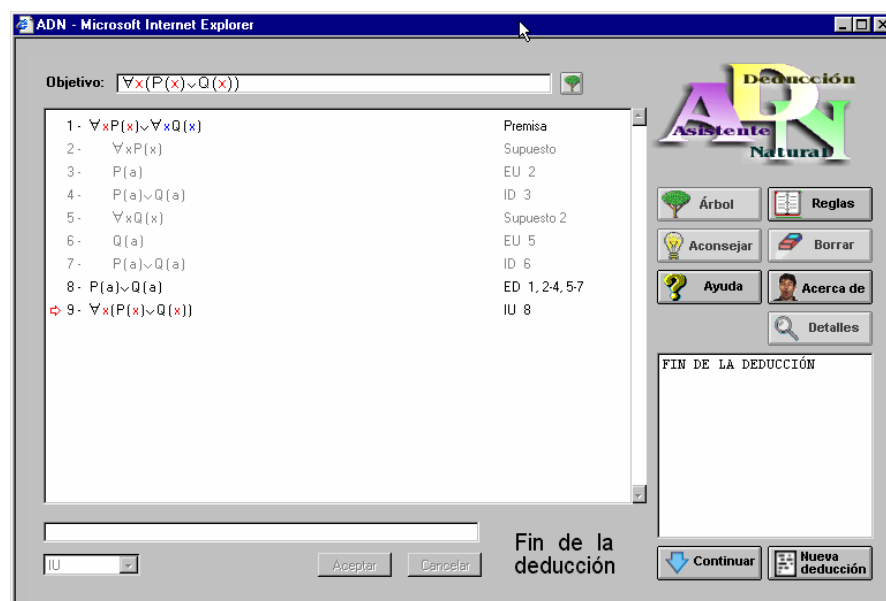 ADN - Microsoft Internet Explorer
Objetivo: ∀x(P(x)∨Q(x))
Deducción
Asistente
Natural
ADN
1 - ∀xP(x)∨∀xQ(x) Premisa
2 - ∀xP(x) Supuesto
3 - P(a) EU 2
4 - P(a)∨Q(a) ID 3
5 - ∀xQ(x) Supuesto 2
6 - Q(a) EU 5
7 - P(a)∨Q(a) ID 6
8 - P(a)∨Q(a) ED 1, 2-4, 5-7
9 - ∀x(P(x)∨Q(x)) IU 8
Árbol Reglas
Aconsejar Borrar
Ayuda Acerca de
Detalles
FIN DE LA DEDUCCIÓN
Fin de la
deducción
IU Aceptar Cancelar
Continuar Nueva
deducción